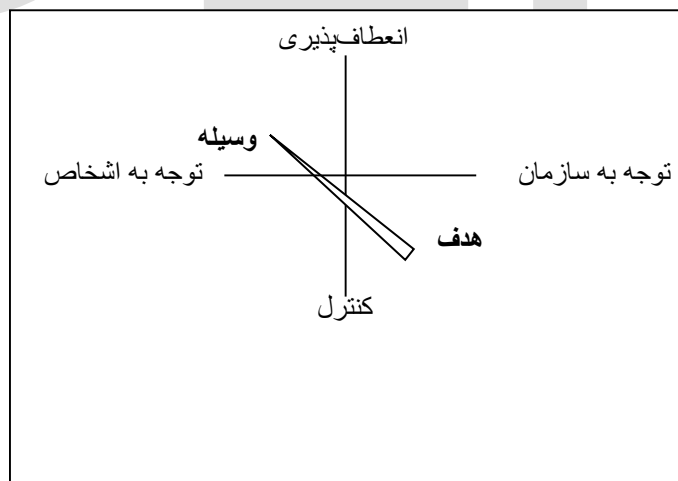 انعطاف‌پذیری
وسیله
توجه به سازمان
توجه به اشخاص
هدف
کنترل